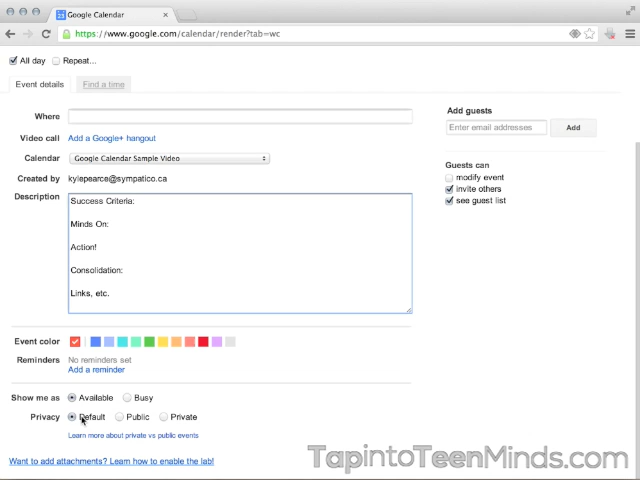 Google Calendar
https://www.google.com/calendar/render?tab=wc
All day Repeat...
Event details Find a time
Where
Video call Add a Google+ hangout
Calendar Google Calendar Sample Video
Created by kylepearce@sympatico.ca
Description Success Criteria:
Minds On:
Action!
Consolidation:
Links, etc.
Event color
Reminders No reminders set
Add a reminder
Show me as Available Busy
Privacy Default Public Private
Learn more about private vs public events
Want to add attachments? Learn how to enable the lab!
Add guests
Enter email addresses Add
Guests can
modify event
invite others
see guest list
TapintoTeenMinds.com